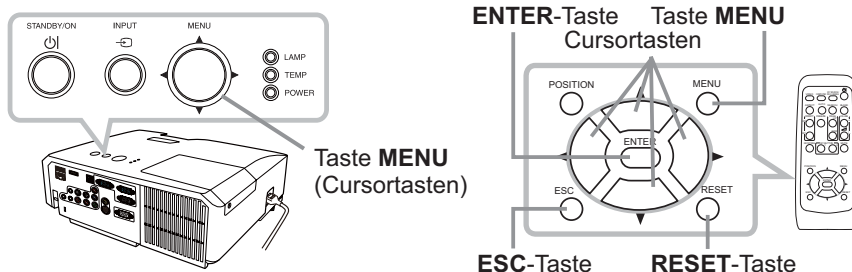 STANDBY/ON
INPUT
MENU
LAMP
TEMP
POWER
Taste MENU
(Cursortasten)
ENTER-Taste
Taste MENU
Cursortasten
POSITION
MENU
ENTER
ESC
RESET
ESC-Taste
RESET-Taste